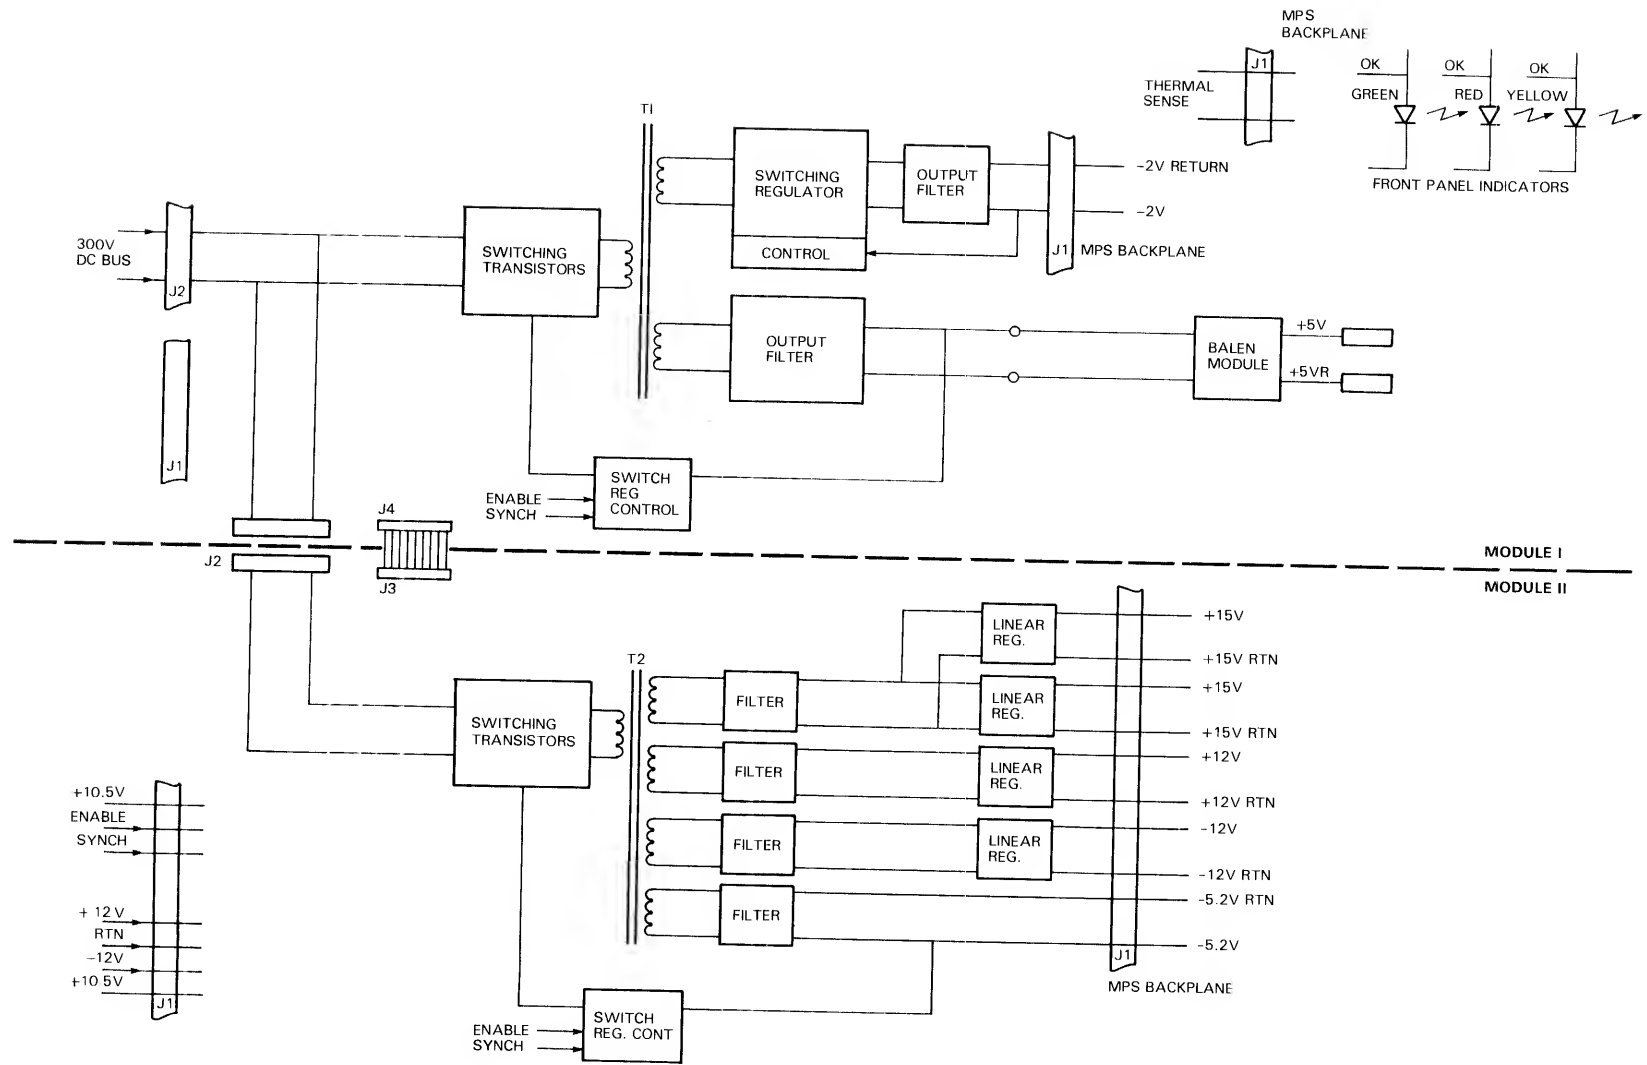 MPS
BACKPLANE
J1
OK
OK
OK
THERMAL
SENSE
GREEN
RED
YELLOW
FRONT PANEL INDICATORS
T1
SWITCHING
REGULATOR
OUTPUT
FILTER
-2V RETURN
-2V
CONTROL
J1
MPS BACKPLANE
300V
DC BUS
J2
SWITCHING
TRANSISTORS
OUTPUT
FILTER
BALEN
MODULE
+5V
+5VR
J1
SWITCH
REG
CONTROL
ENABLE
SYNCH
J4
J2
J3
MODULE I
MODULE II
T2
LINEAR
REG.
+15V
+15V RTN
SWITCHING
TRANSISTORS
FILTER
LINEAR
REG.
+15V
+15V RTN
FILTER
LINEAR
REG.
+12V
+12V RTN
FILTER
LINEAR
REG.
-12V
-12V RTN
FILTER
-5.2V RTN
-5.2V
J1
MPS BACKPLANE
+10.5V
ENABLE
SYNCH
+ 12V
RTN
-12V
+10 5V
J1
SWITCH
REG. CONT
ENABLE
SYNCH